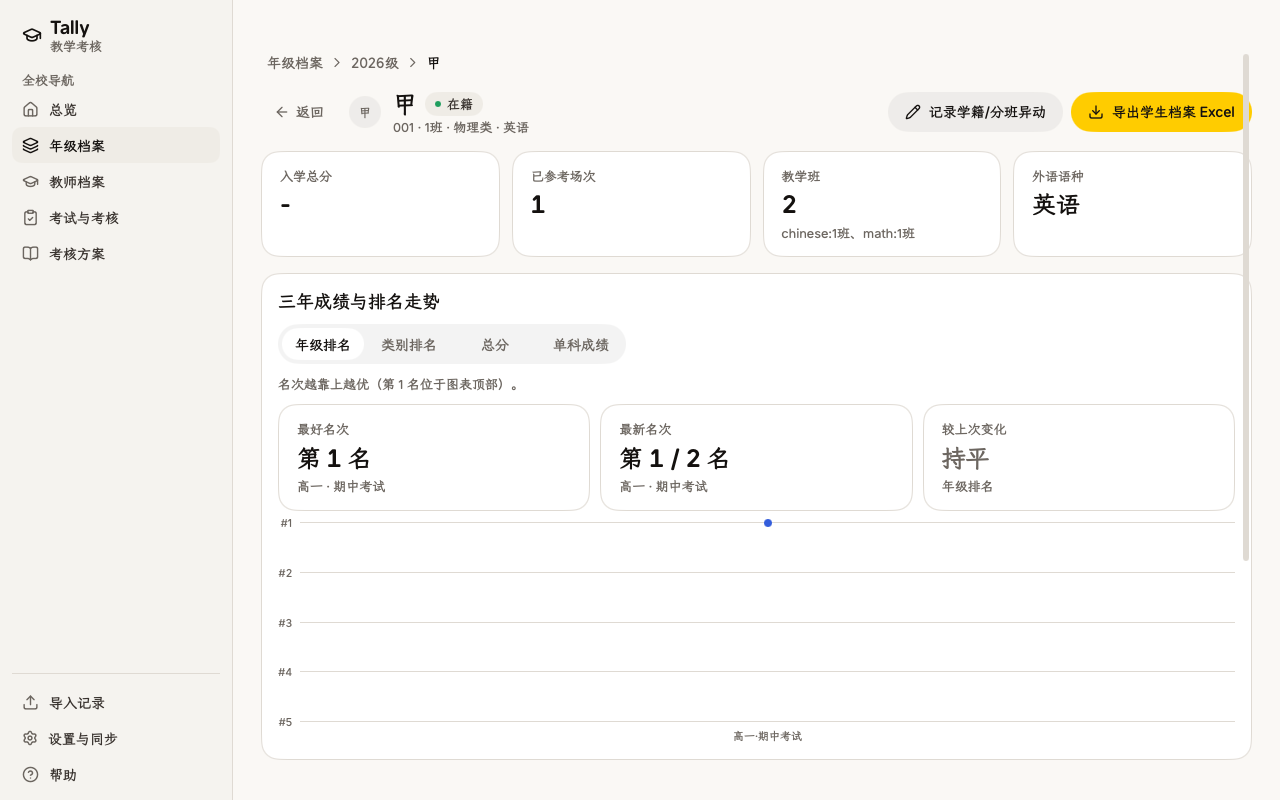 Tally
教学考核
全校导航
总览
年级档案
教师档案
考试与考核
考核方案
导入记录
设置与同步
帮助
年级档案 > 2026级 > 甲
返回
甲
甲
在籍
001 · 1班 · 物理类 · 英语
记录学籍/分班异动
导出学生档案 Excel
入学总分
-
已参考场次
1
教学班
2
chinese:1班、math:1班
外语语种
英语
三年成绩与排名走势
年级排名
类别排名
总分
单科成绩
名次越靠上越优（第 1 名位于图表顶部）。
最好名次
第 1 名
高一 · 期中考试
最新名次
第 1 / 2 名
高一 · 期中考试
较上次变化
持平
年级排名
#1
#2
#3
#4
#5
高一·期中考试